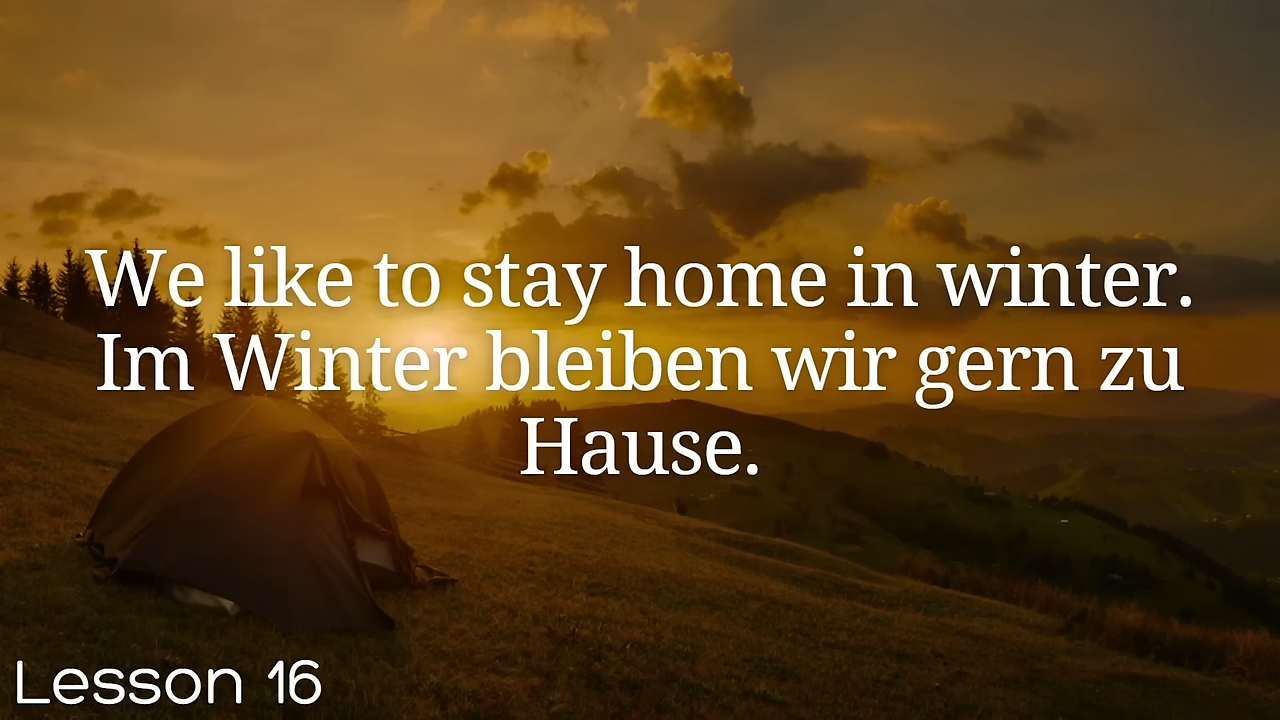 We like to stay home in winter.
Im Winter bleiben wir gern zu
Hause.
Lesson 16